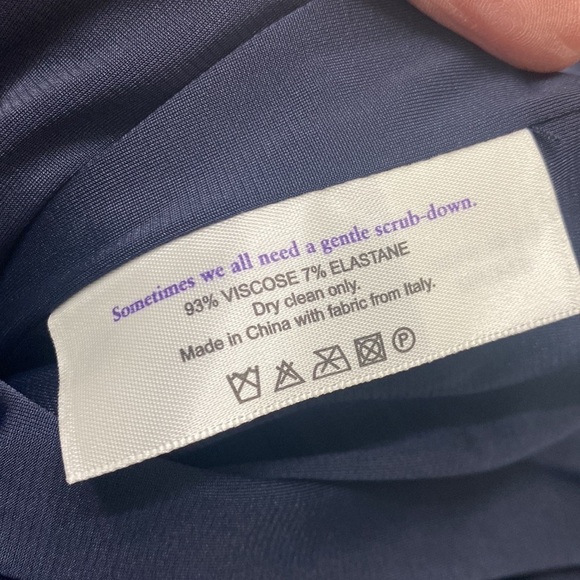 Sometimes we all need a gentle scrub-down.
93% VISCOSE 7% ELASTANE
Dry clean only.
Made in China with fabric from Italy.
P